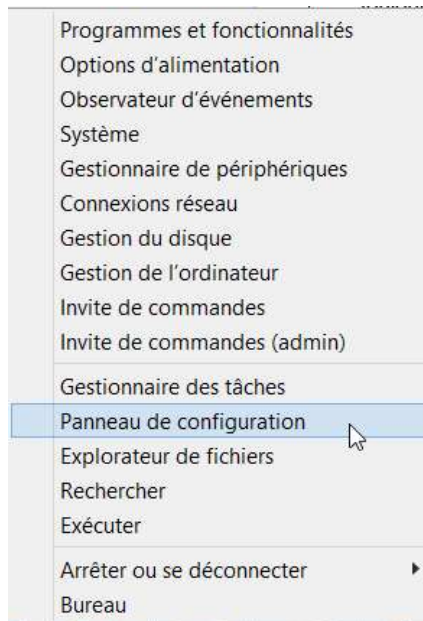 Programmes et fonctionnalités
Options d'alimentation
Observateur d'événements
Système
Gestionnaire de périphériques
Connexions réseau
Gestion du disque
Gestion de l'ordinateur
Invite de commandes
Invite de commandes (admin)
Gestionnaire des tâches
Panneau de configuration
Explorateur de fichiers
Rechercher
Exécuter
Arrêter ou se déconnecter
Bureau